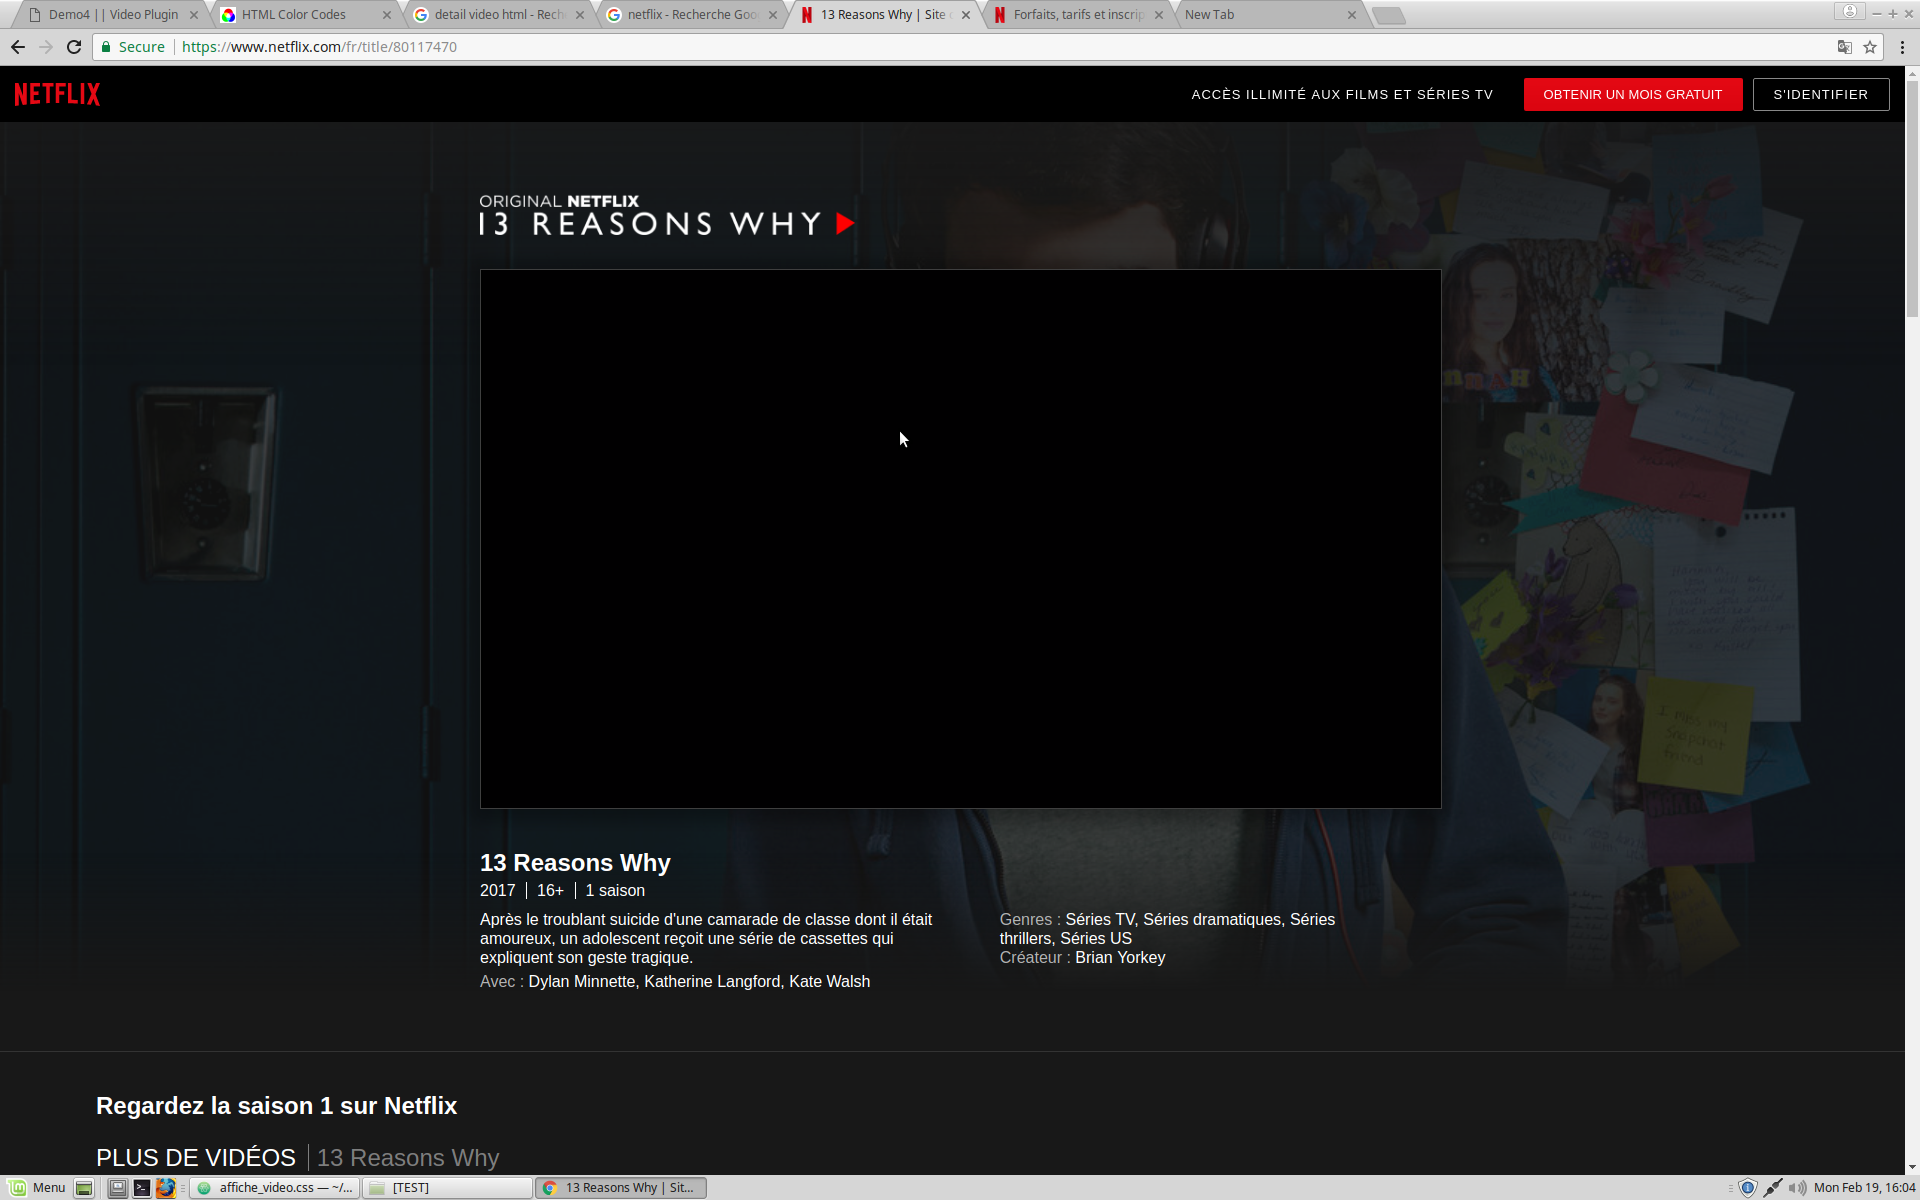 Demo4 || Video Plugin
HTML Color Codes
detail video html - Rech
netflix - Recherche Goo
13 Reasons Why | Site
Forfaits, tarifs et inscrip
New Tab
Secure
https://www.netflix.com/fr/title/80117470
NETFLIX
ACCÈS ILLIMITÉ AUX FILMS ET SÉRIES TV
OBTENIR UN MOIS GRATUIT
S'IDENTIFIER
ORIGINAL NETFLIX
13 REASONS WHY
I miss my
13 Reasons Why
2017 | 16+ | 1 saison
Après le troublant suicide d'une camarade de classe dont il était
amoureux, un adolescent reçoit une série de cassettes qui
expliquent son geste tragique.
Avec : Dylan Minnette, Katherine Langford, Kate Walsh
Genres : Séries TV, Séries dramatiques, Séries
thrillers, Séries US
Créateur : Brian Yorkey
Regardez la saison 1 sur Netflix
PLUS DE VIDÉOS | 13 Reasons Why
Menu
affiche_video.css — ~/...
[TEST]
13 Reasons Why | Sit...
Mon Feb 19, 16:04